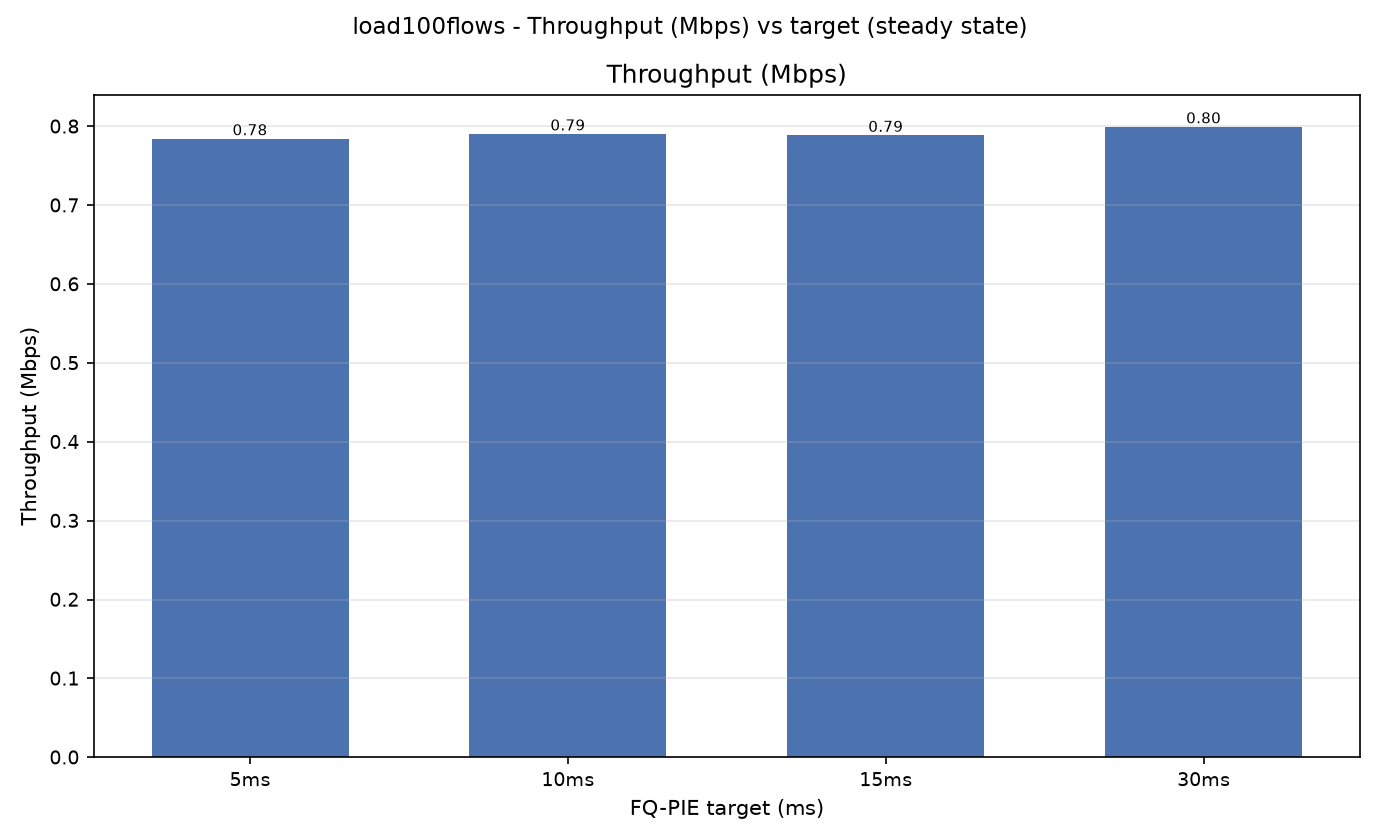 load100flows - Throughput (Mbps) vs target (steady state)
Throughput (Mbps)
Throughput (Mbps)
0.8
0.7
0.6
0.5
0.4
0.3
0.2
0.1
0.0
0.78
0.79
0.79
0.80
5ms
10ms
15ms
30ms
FQ-PIE target (ms)